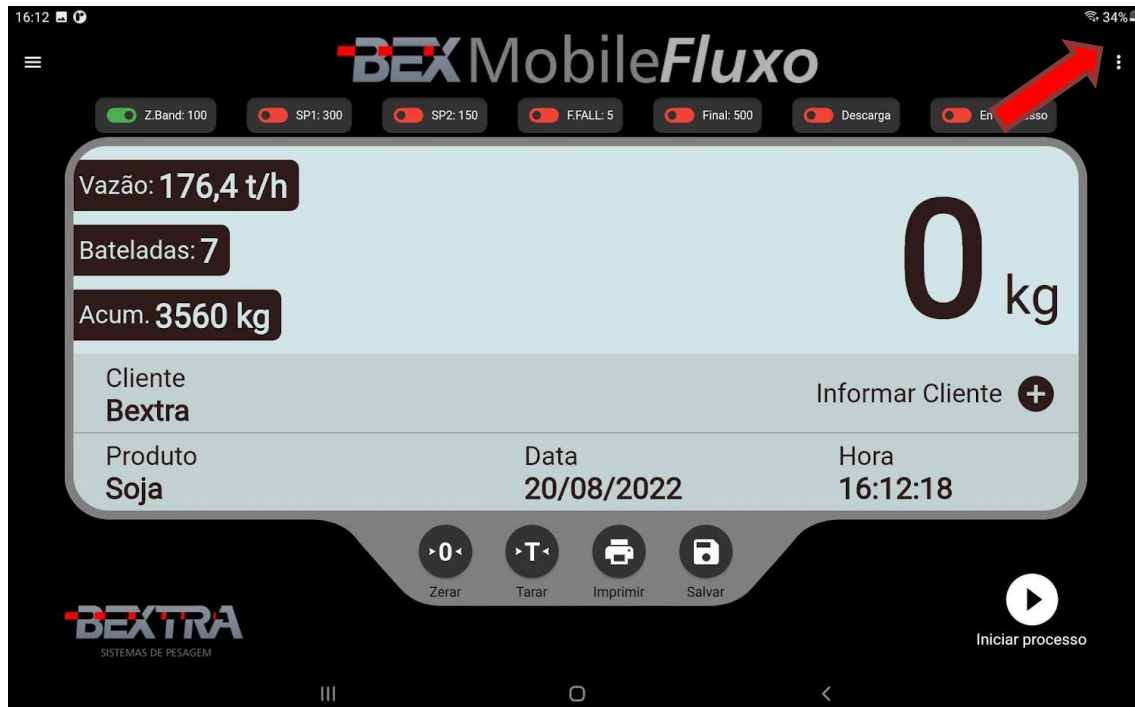 16:12
34%
BEX MobileFluxo
Z.Band: 100
SP1: 300
SP2: 150
F.FALL: 5
Final: 500
Descarga
Vazão: 176,4 t/h
Bateladas: 7
Acum. 3560 kg
0 kg
Cliente
Bextra
Informar Cliente
Produto
Soja
Data
20/08/2022
Hora
16:12:18
>0<
>T<
Zerar
Tarar
Imprimir
Salvar
BEXTRA
SISTEMAS DE PESAGEM
Iniciar processo